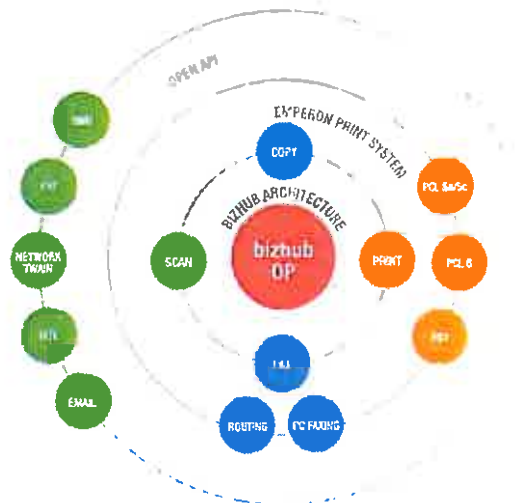 OPEN API
EMPERON PRINT SYSTEM
COPY
BIZHUB ARCHITECTURE
bizhub
OP
SCAN
PRINT
PCL 6
NETWORK
TWAIN
EMAIL
ROUTING
PC FAXING